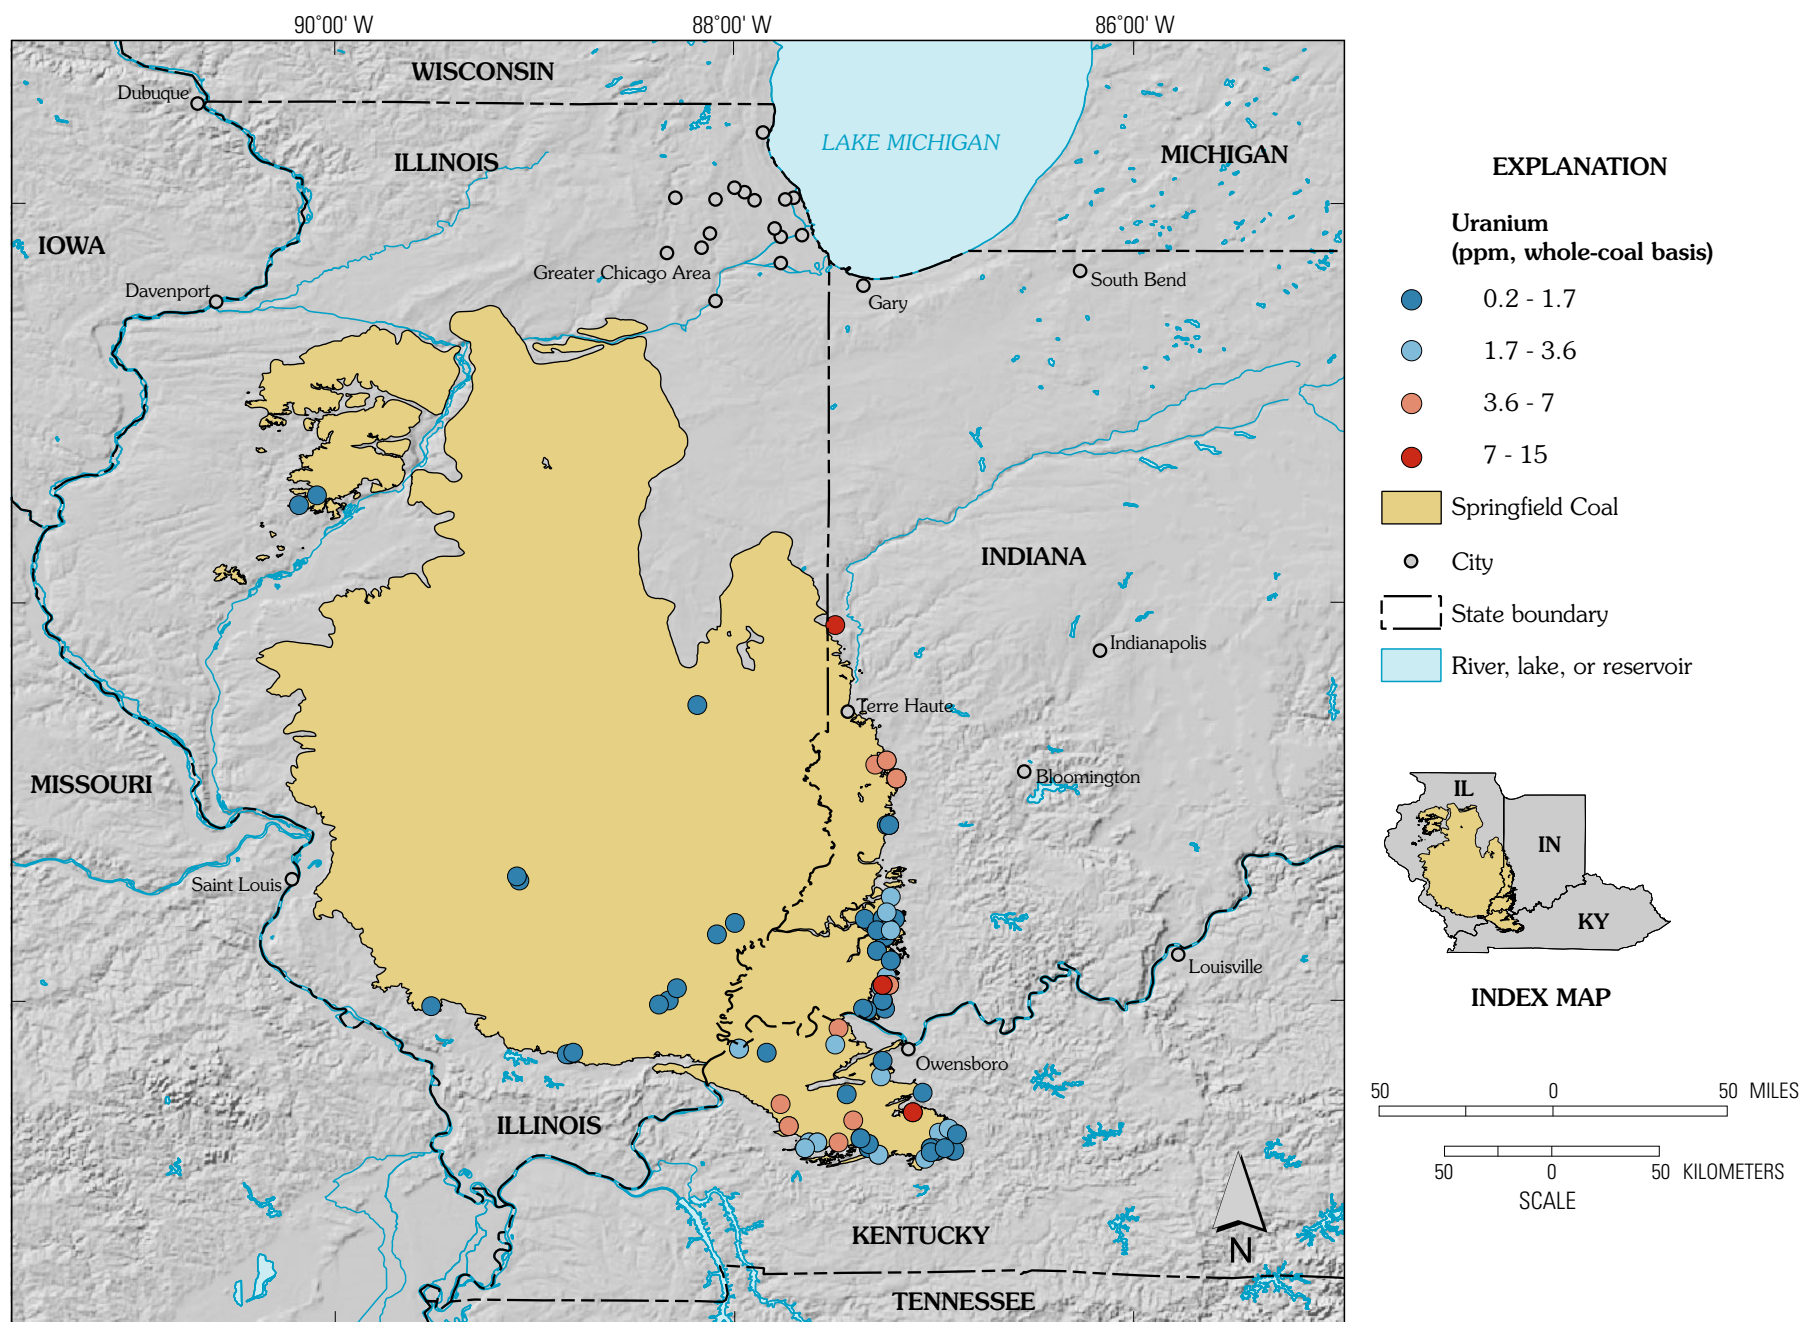 90°00' W
88°00' W
86°00' W
WISCONSIN
Dubuque
LAKE MICHIGAN
ILLINOIS
MICHIGAN
IOWA
Greater Chicago Area
South Bend
Davenport
Gary
INDIANA
Indianapolis
Terre Haute
Bloomington
MISSOURI
Saint Louis
Louisville
Owensboro
ILLINOIS
KENTUCKY
TENNESSEE
N
EXPLANATION
Uranium
(ppm, whole-coal basis)
0.2 - 1.7
1.7 - 3.6
3.6 - 7
7 - 15
Springfield Coal
City
State boundary
River, lake, or reservoir
IL
IN
KY
INDEX MAP
50 0 50 MILES
50 0 50 KILOMETERS
SCALE